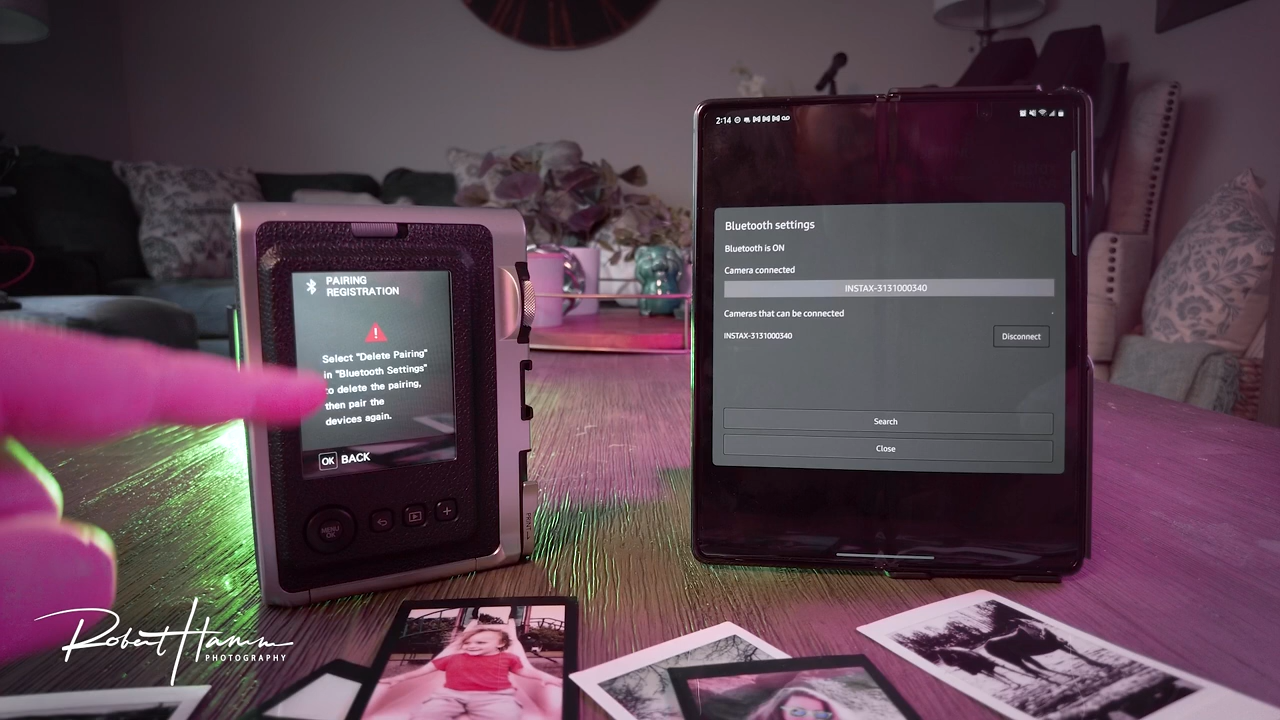 PAIRING
REGISTRATION
Select "Delete Pairing"
in "Bluetooth Settings"
to delete the pairing,
then pair the
devices again.
OK BACK
MENU
OK
PRINT
2:14
Bluetooth settings
Bluetooth is ON
Camera connected
INSTAX-3131000340
Cameras that can be connected
INSTAX-3131000340
Disconnect
Search
Close
Robert Hamm
PHOTOGRAPHY